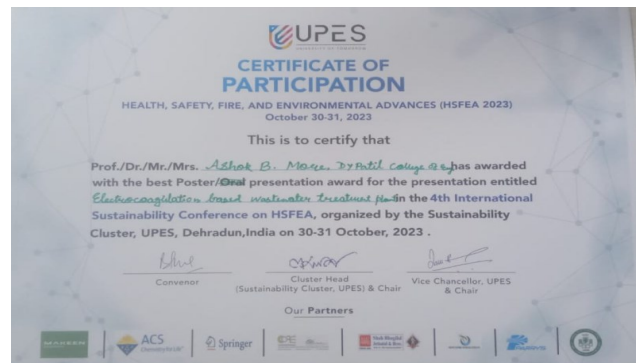 UPES
UNIVERSITY OF TOMORROW
CERTIFICATE OF
PARTICIPATION
HEALTH, SAFETY, FIRE, AND ENVIRONMENTAL ADVANCES (HSFEA 2023)
October 30-31, 2023
This is to certify that
Prof./Dr./Mr./Mrs. Ashok B. More, DY Patil College has awarded
with the best Poster/Oral presentation award for the presentation entitled
Electrocoagulation based wastewater treatment plant in the 4th International
Sustainability Conference on HSFEA, organized by the Sustainability
Cluster, UPES, Dehradun,India on 30-31 October, 2023 .
Convenor
Cluster Head
(Sustainability Cluster, UPES) & Chair
Vice Chancellor, UPES
& Chair
Our Partners
ACS
Springer